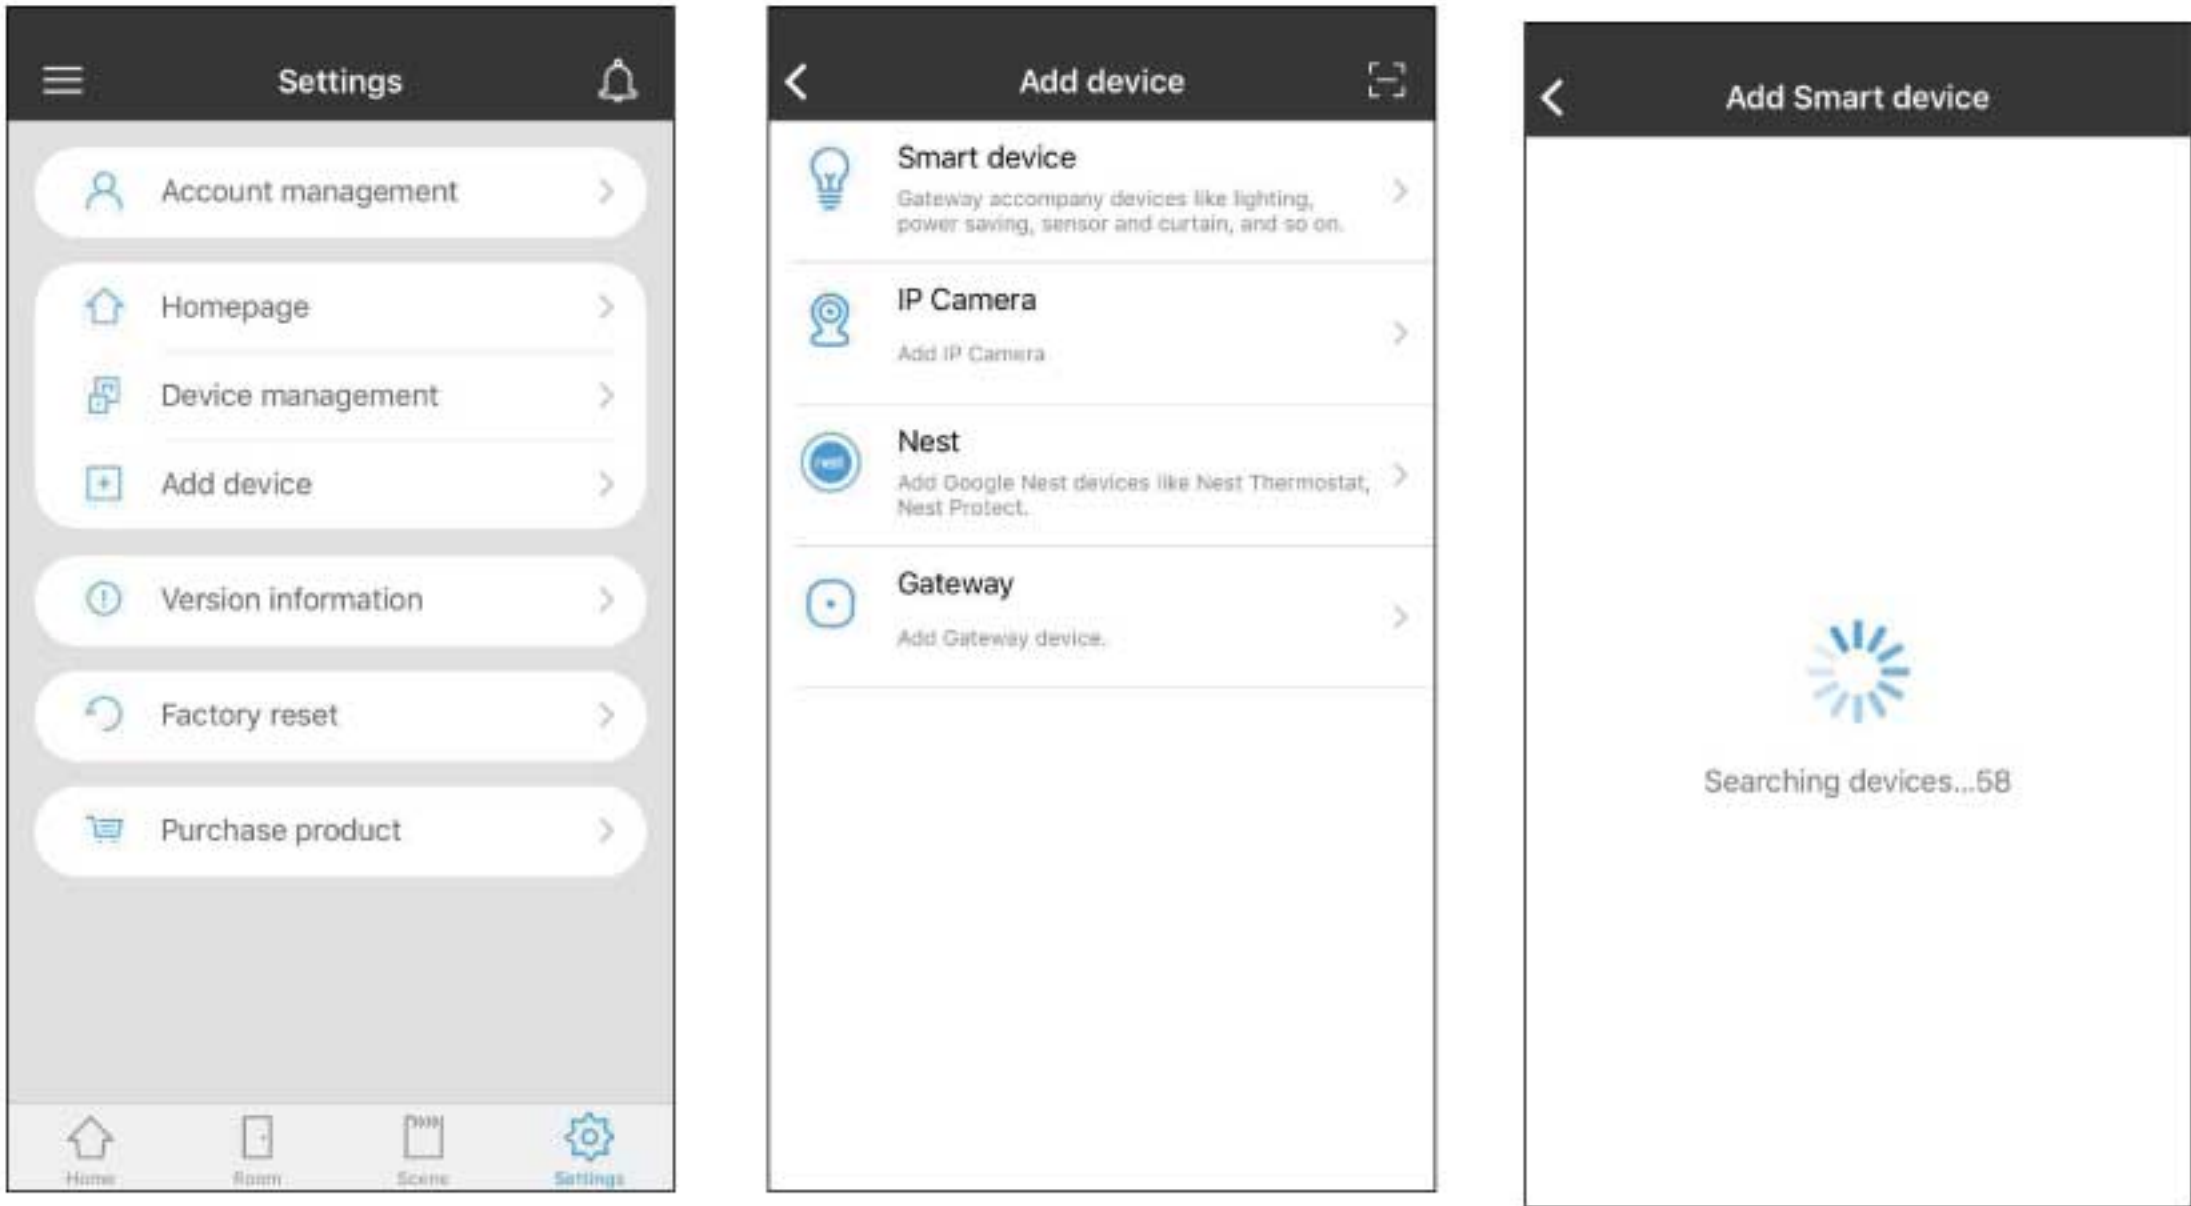 Settings
Account management
Homepage
Device management
Add device
Version information
Factory reset
Purchase product
Home
Room
Scene
Settings
Add device
Smart device
Gateway accompany devices like lighting,
power saving, sensor and curtain, and so on.
IP Camera
Add IP Camera
Nest
nest
Add Google Nest devices like Nest Thermostat,
Nest Protect.
Gateway
Add Gateway device.
Add Smart device
Searching devices...58